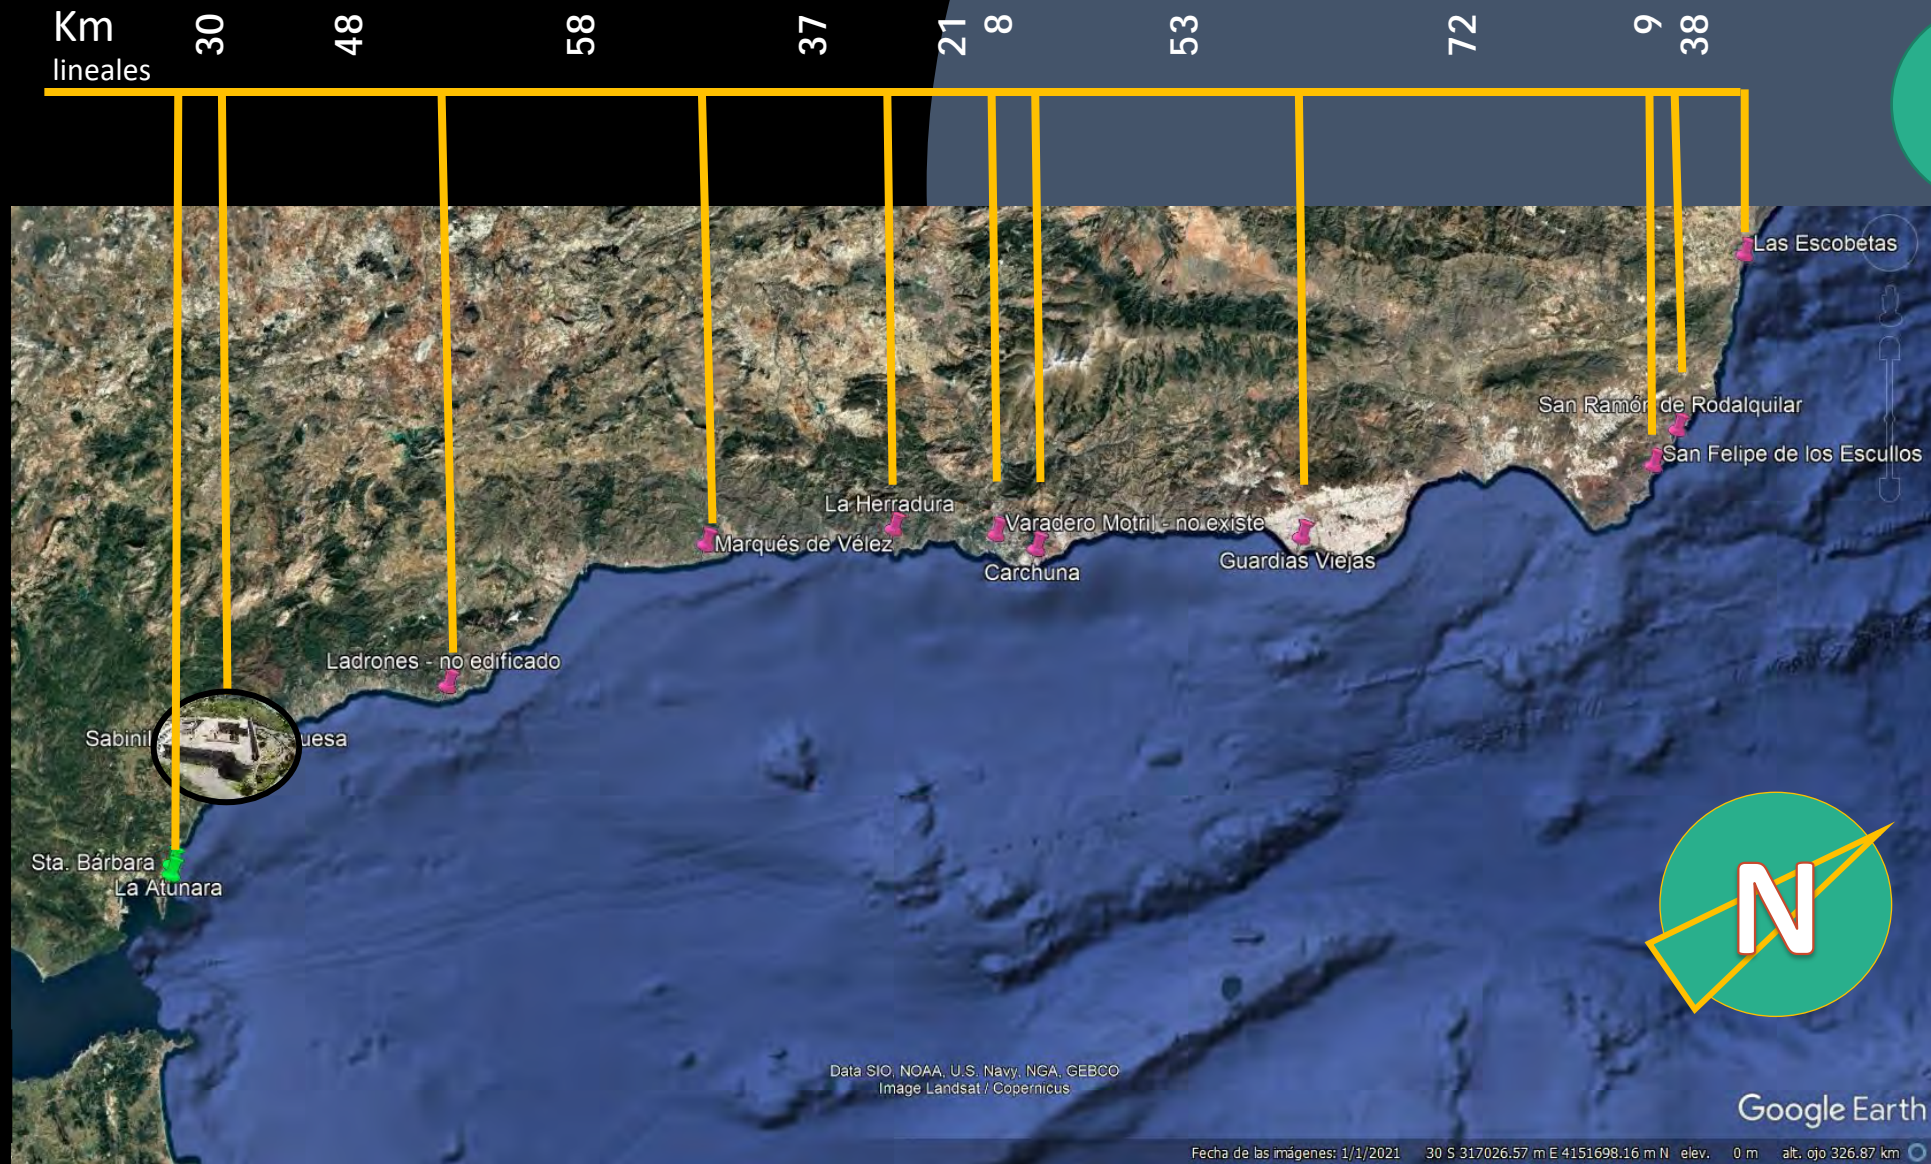 Km
lineales
30
48
58
37
21
8
53
72
9
38
Las Escobetas
San Ramón de Rodalquilar
San Felipe de los Escullos
La Herradura
Varadero Motril - no existe
Marqués de Vélez
Guardias Viejas
Carchuna
Ladrones - no edificado
Sta. Bárbara
La Atunara
N
Data SIO, NOAA, U.S. Navy, NGA, GEBCO
Image Landsat / Copernicus
Google Earth
Fecha de las imágenes: 1/1/2021 30 S 317026.57 m E 4151698.16 m N elev. 0 m alt. ojo 326.87 km